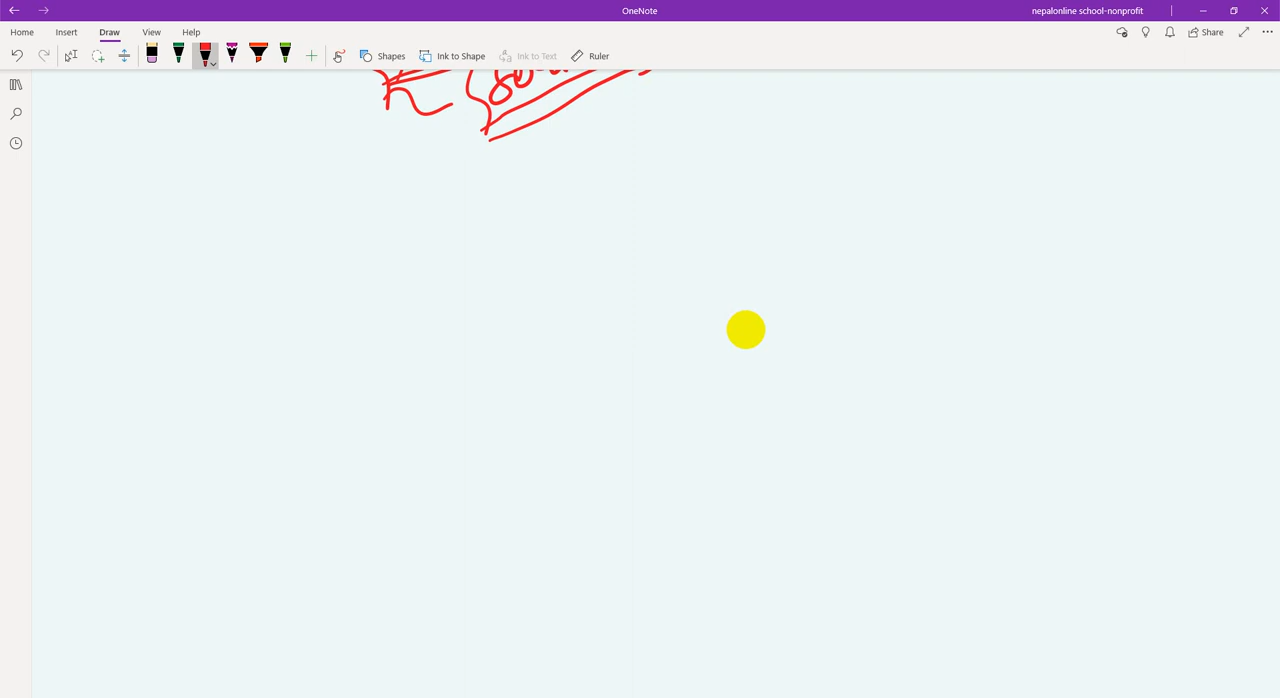 OneNote
nepalonline school-nonprofit
Home Insert Draw View Help
Share
Shapes
Ink to Shape
Ink to Text
Ruler